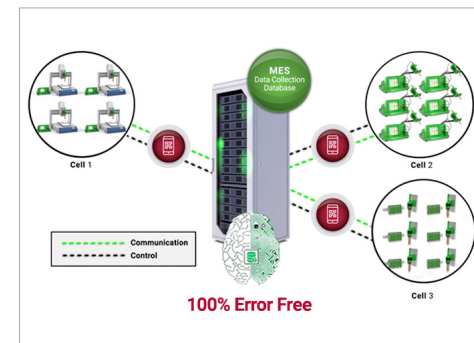 MES
Data Collection
Database
Cell 1
Cell 2
Communication
Control
Cell 3
100% Error Free